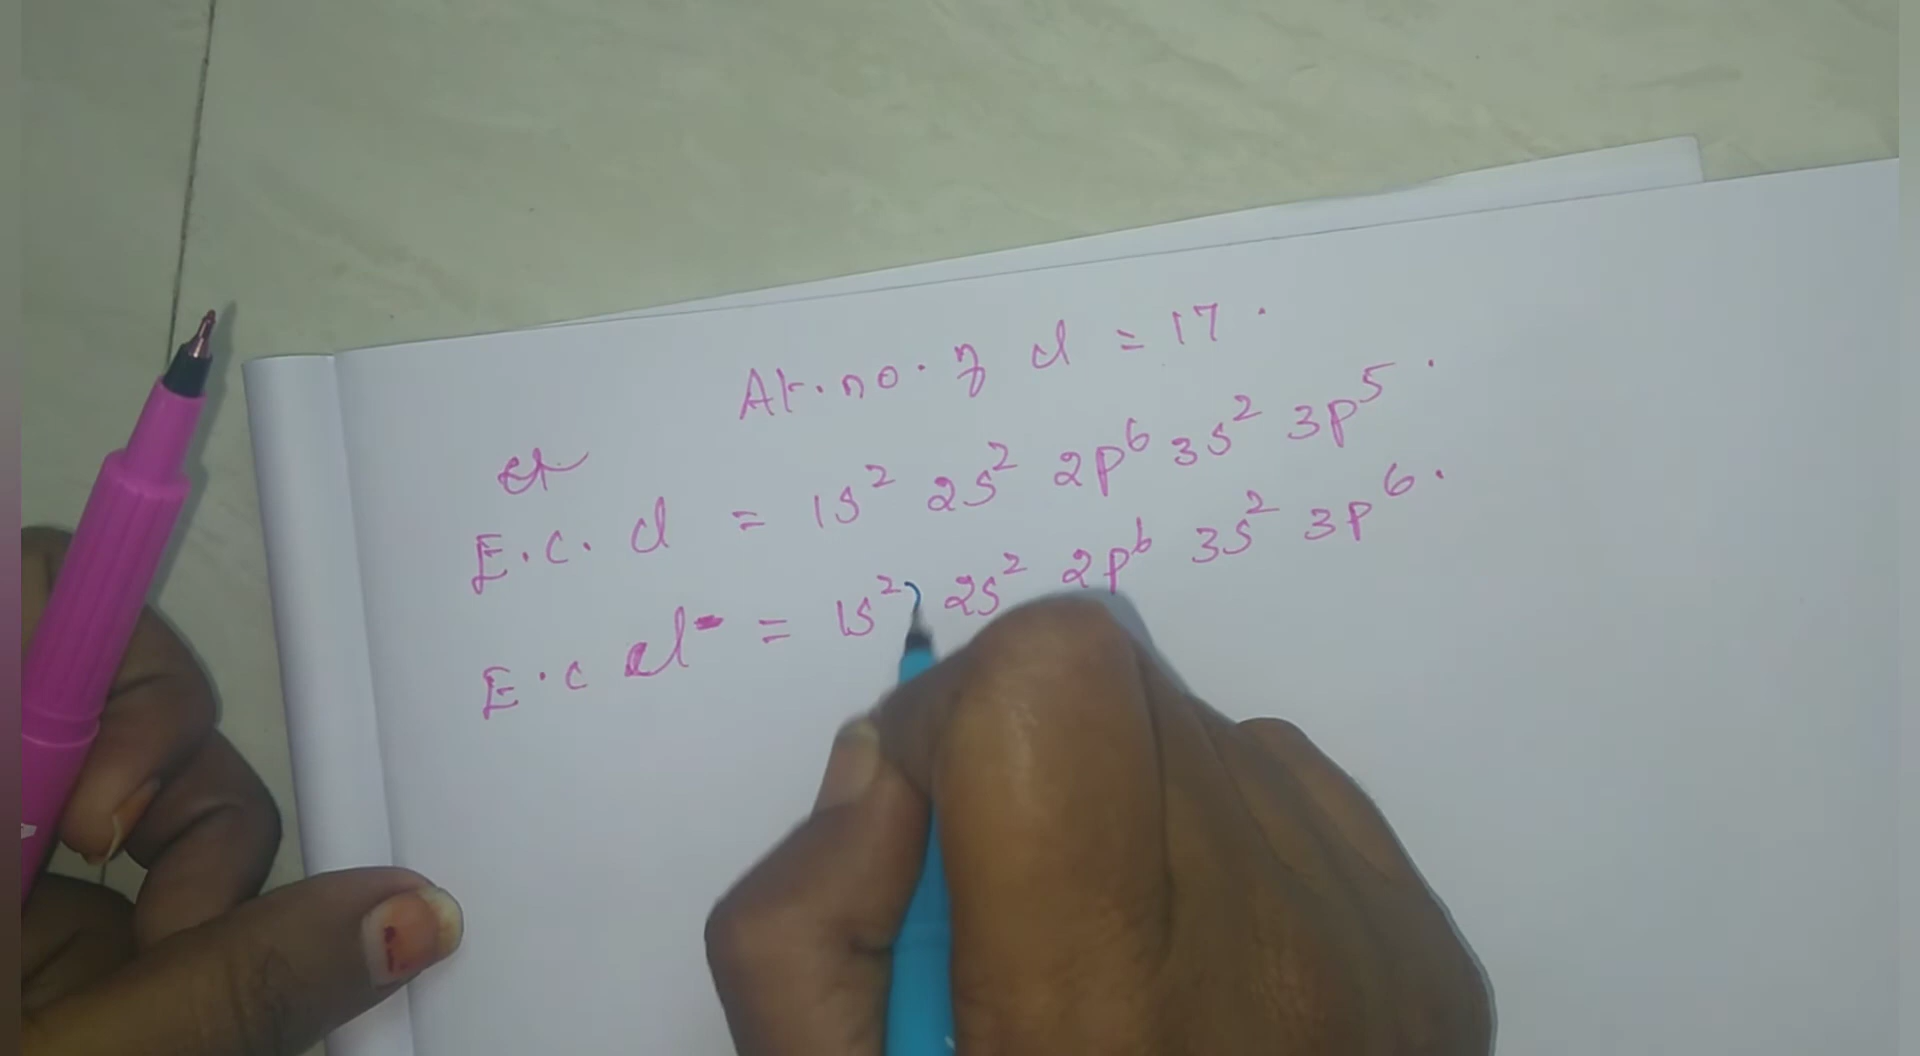 At. no. of Cl = 17.
E.C. Cl = 1s² 2s² 2p⁶ 3s² 3p⁵.
E.C Cl⁻ = 1s² 2s² 2p⁶ 3s² 3p⁶.